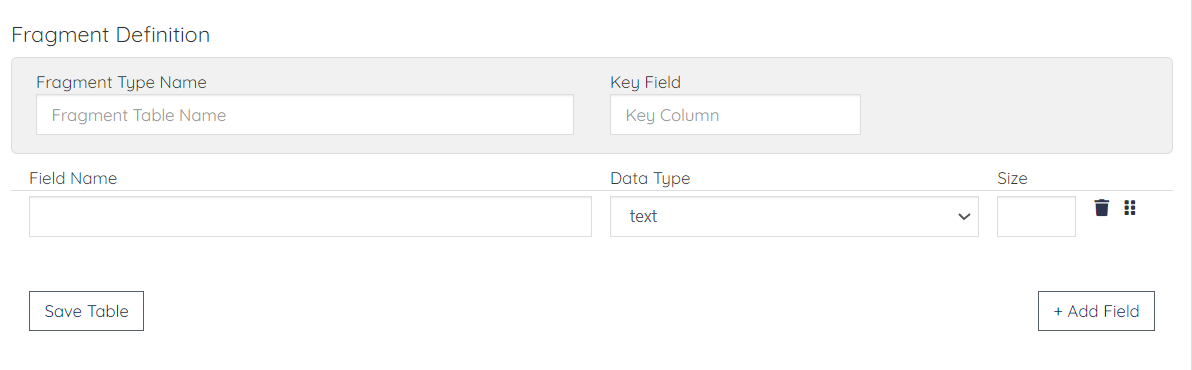 Fragment Definition
Fragment Type Name Key Field
Fragment Table Name Key Column
Field Name Data Type Size
text
Save Table + Add Field